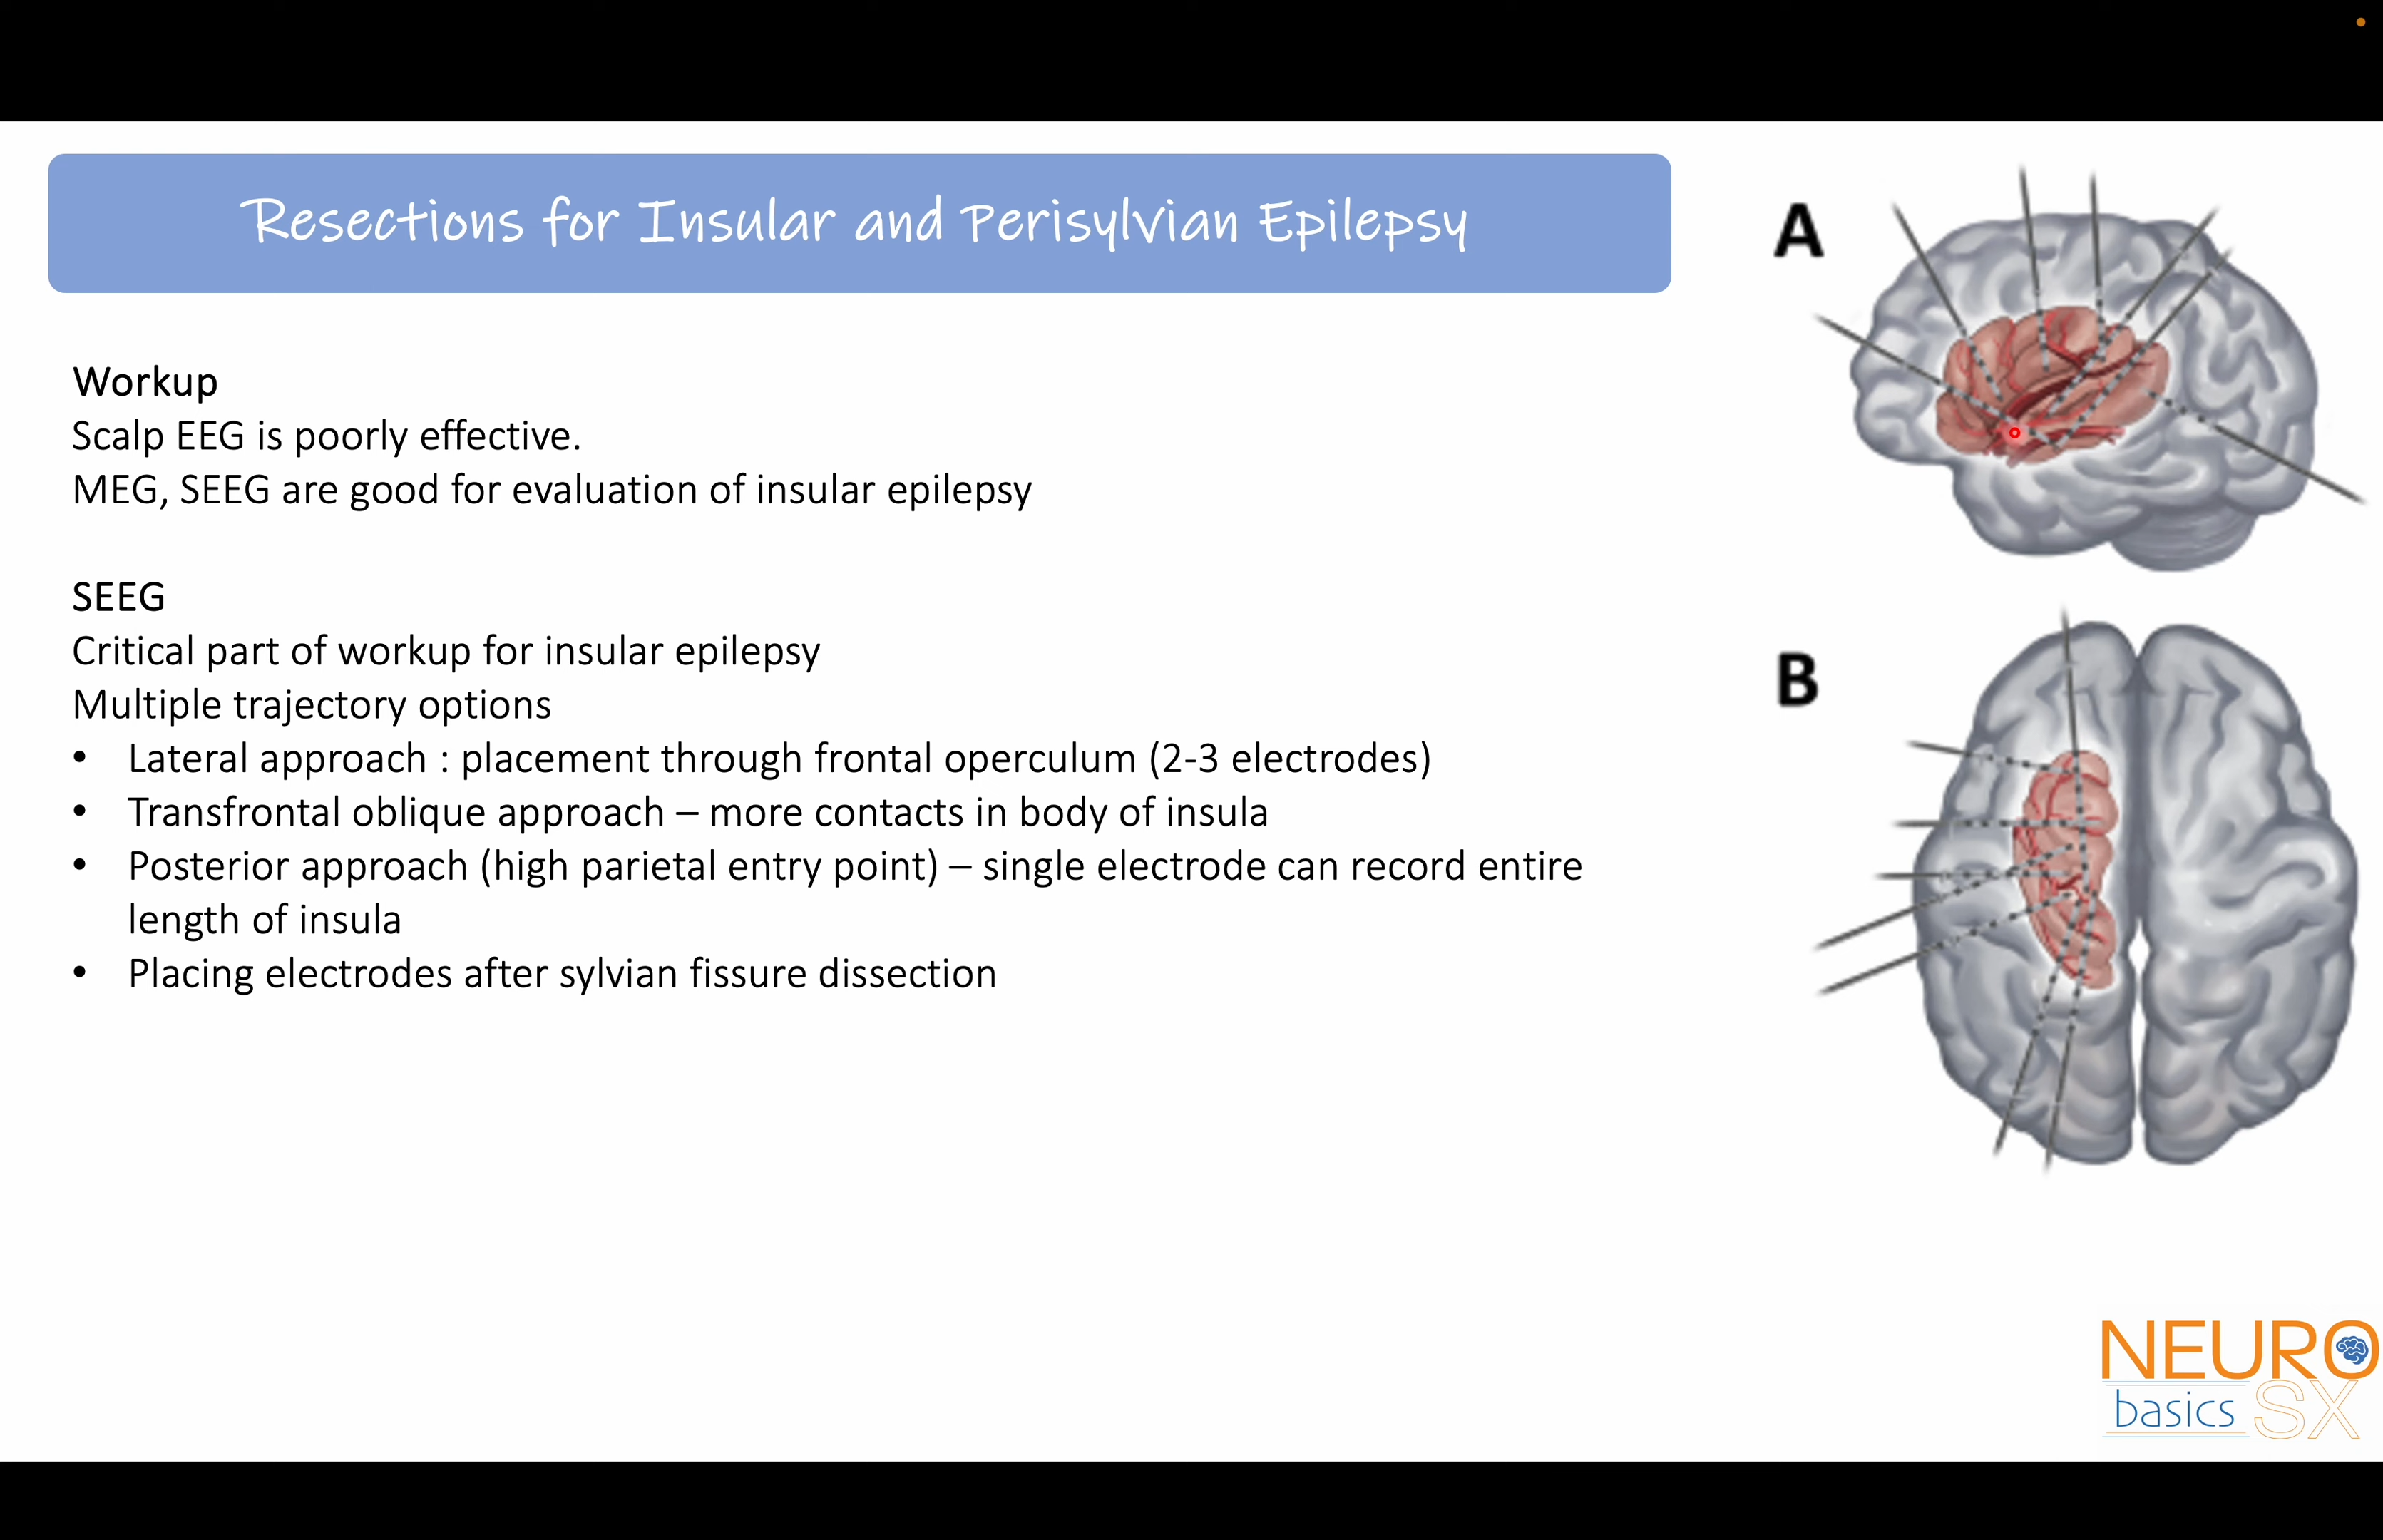 Resections for Insular and Perisylvian Epilepsy
Workup
Scalp EEG is poorly effective.
MEG, SEEG are good for evaluation of insular epilepsy
SEEG
Critical part of workup for insular epilepsy
Multiple trajectory options
• Lateral approach : placement through frontal operculum (2-3 electrodes)
• Transfrontal oblique approach – more contacts in body of insula
• Posterior approach (high parietal entry point) – single electrode can record entire
length of insula
• Placing electrodes after sylvian fissure dissection
A
B
NEURO
basics SX